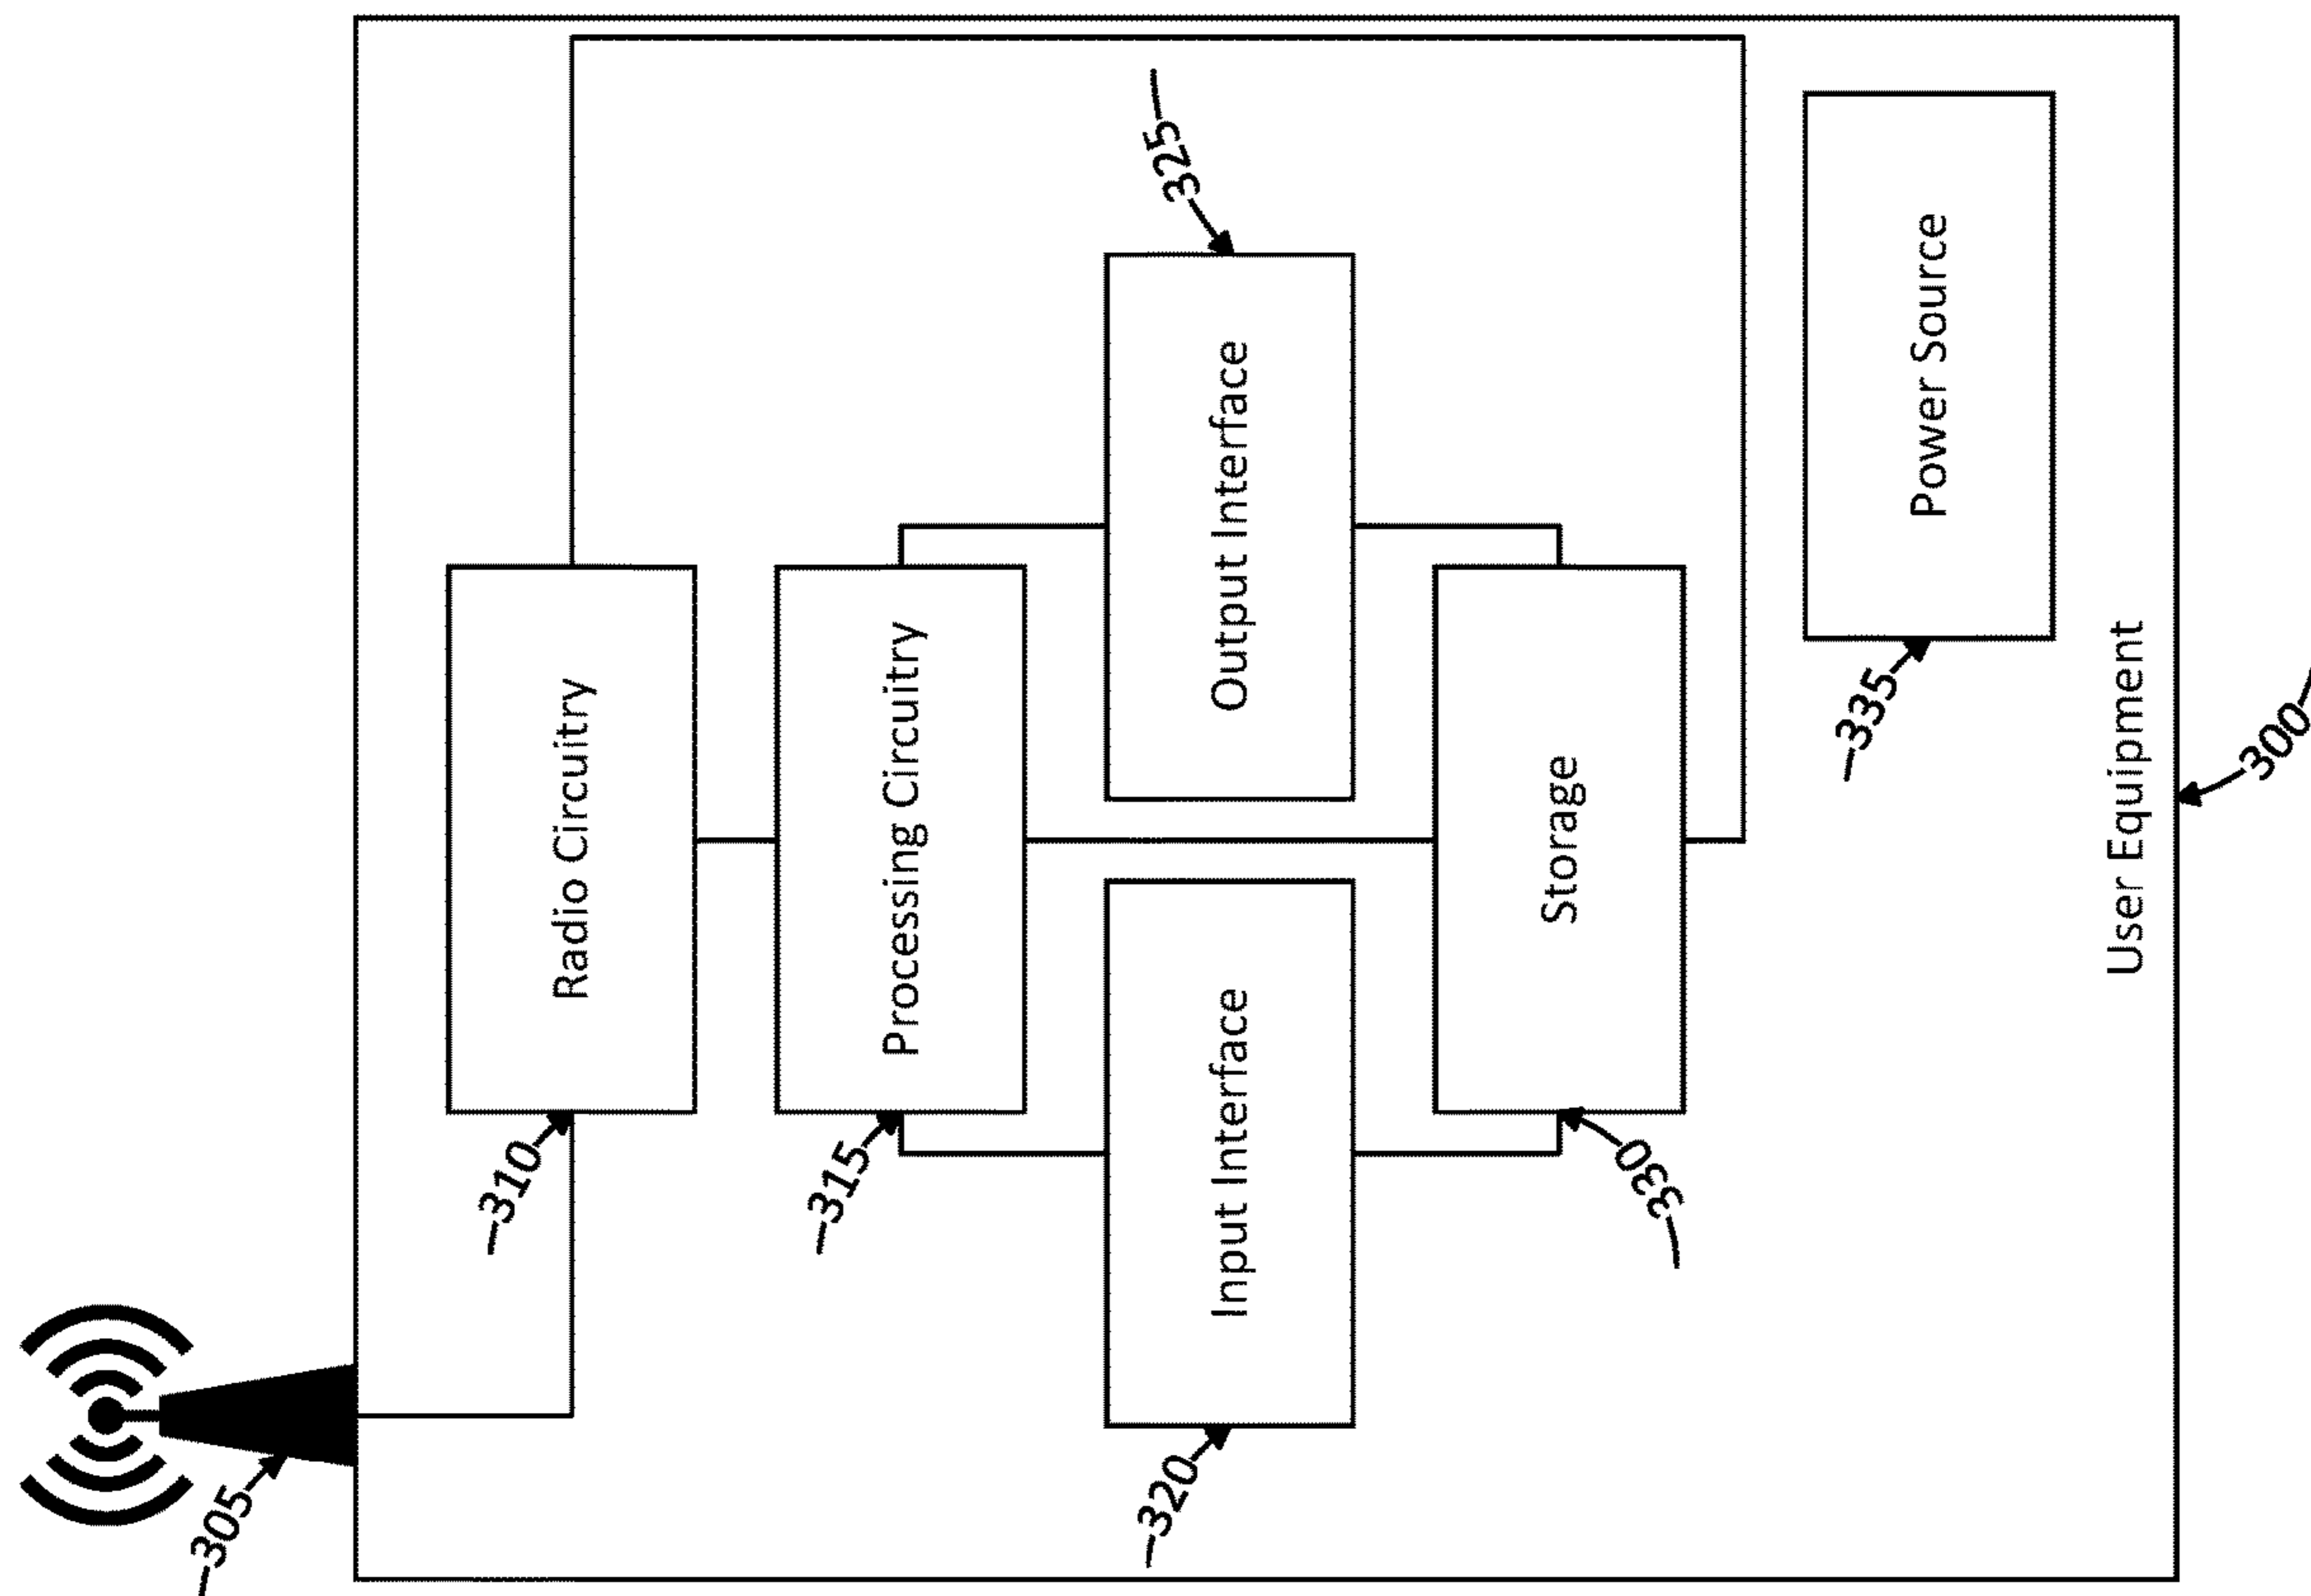 305
310
Radio Circuitry
315
Processing Circuitry
320
Input Interface
325
Output Interface
330
Storage
335
Power Source
User Equipment
300